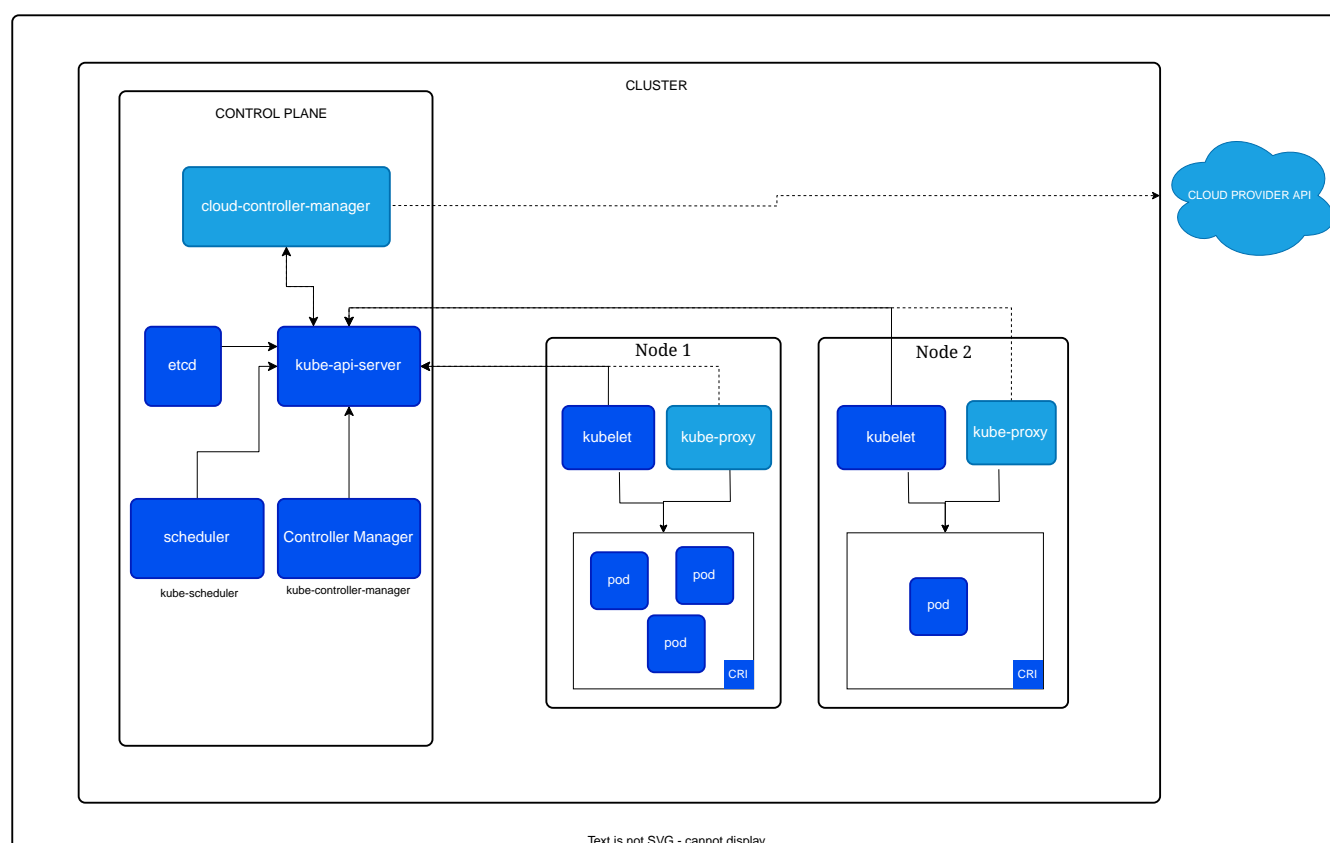 CLUSTER
CONTROL PLANE
cloud-controller-manager
CLOUD PROVIDER API
etcd
kube-api-server
Node 1
Node 2
kubelet
kube-proxy
kubelet
kube-proxy
scheduler
Controller Manager
kube-scheduler
kube-controller-manager
pod
pod
pod
CRI
pod
CRI
Text is not SVG - cannot display